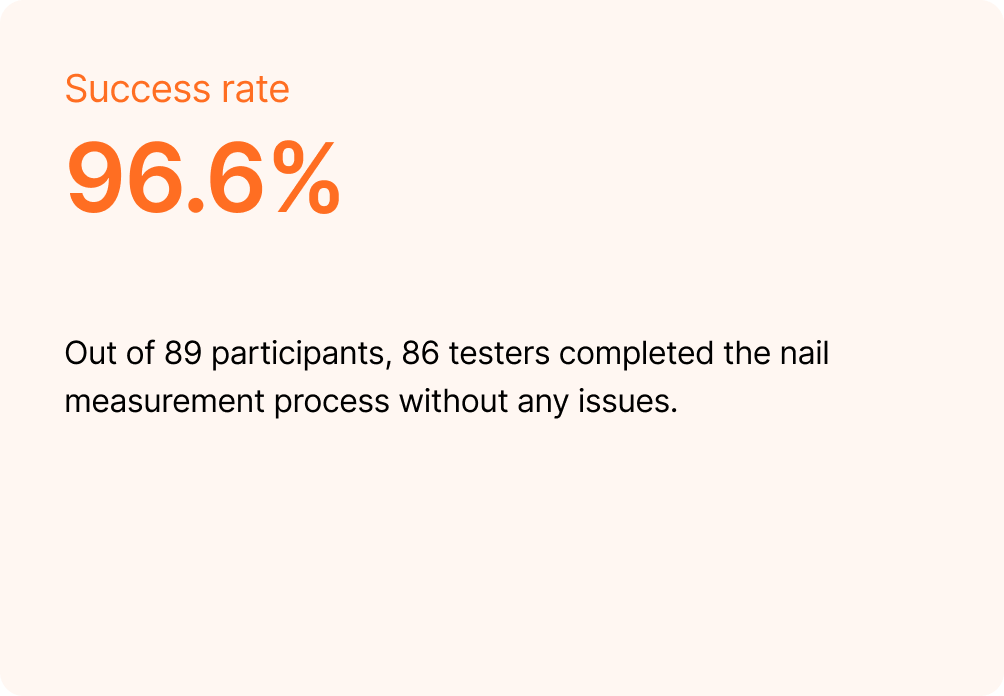 Success rate
96.6%
Out of 89 participants, 86 testers completed the nail
measurement process without any issues.